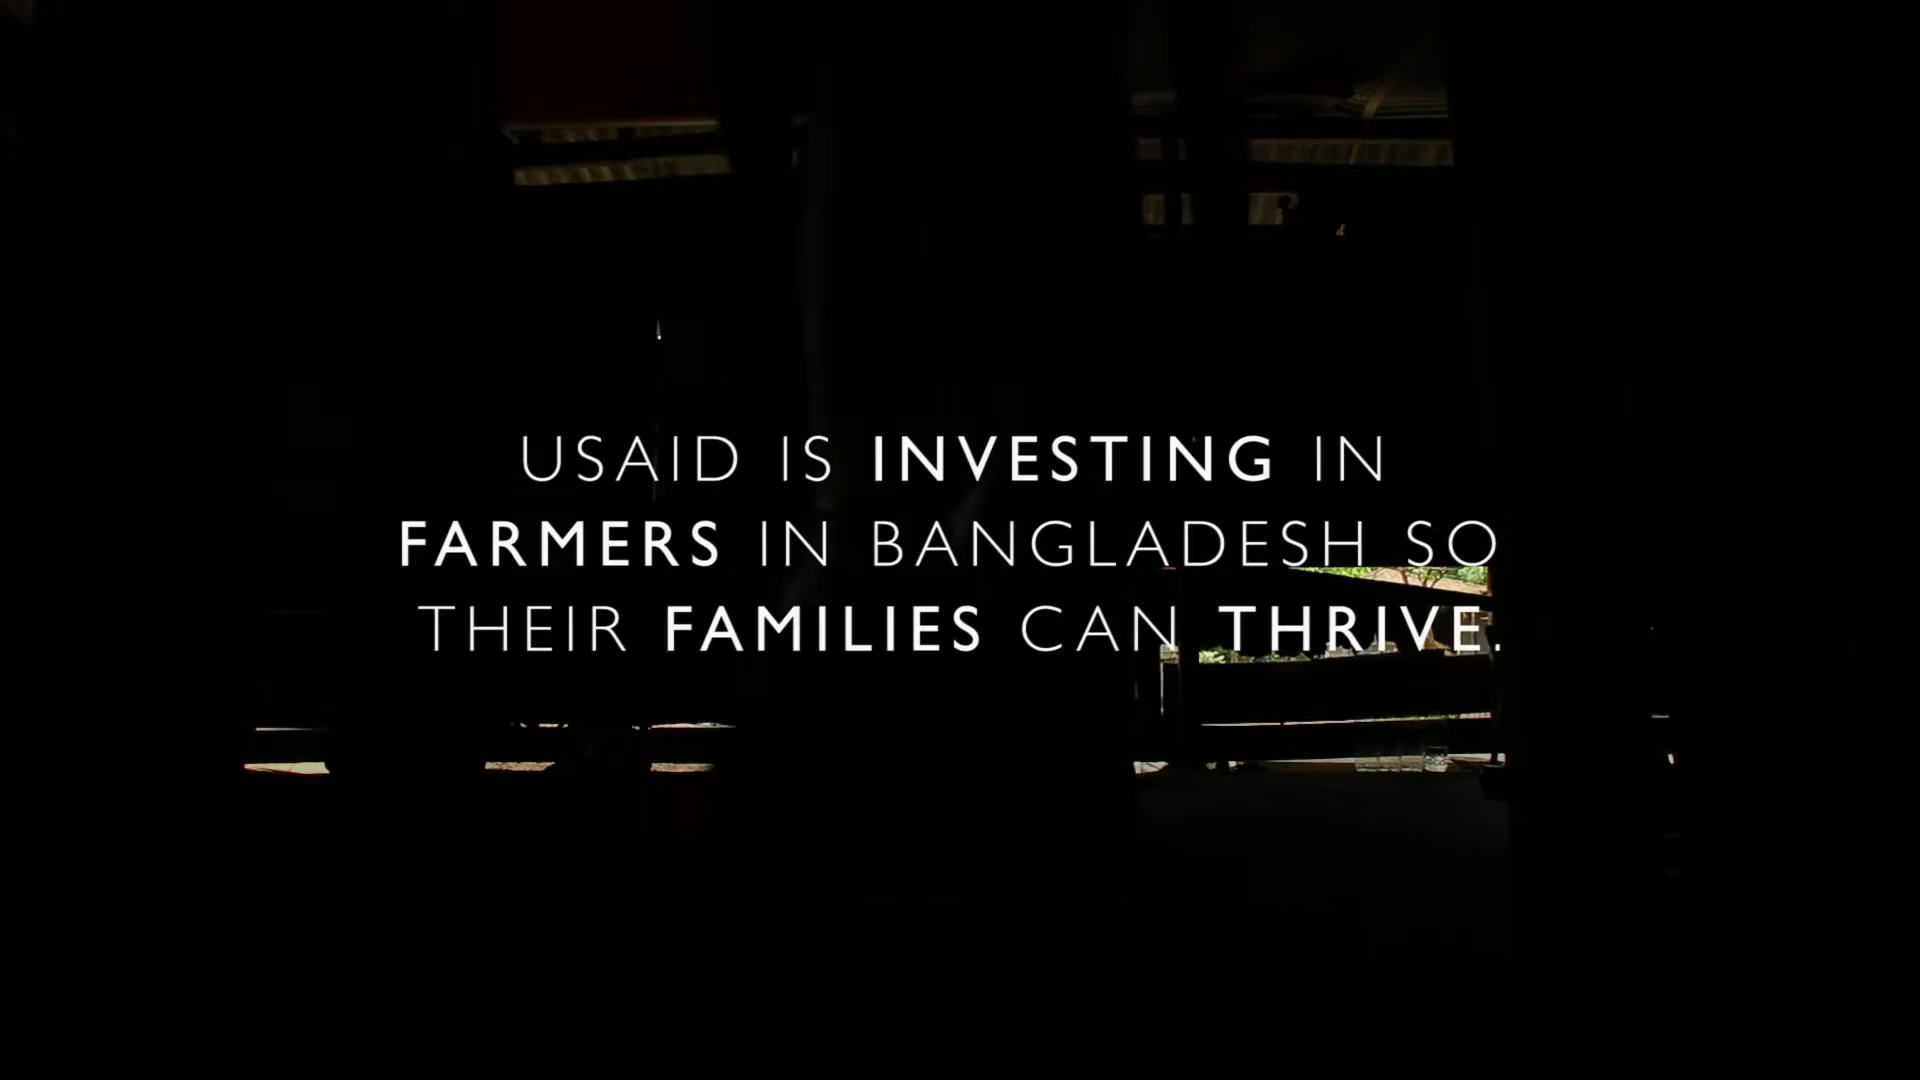 USAID IS INVESTING IN
FARMERS IN BANGLADESH SO
THEIR FAMILIES CAN THRIVE.